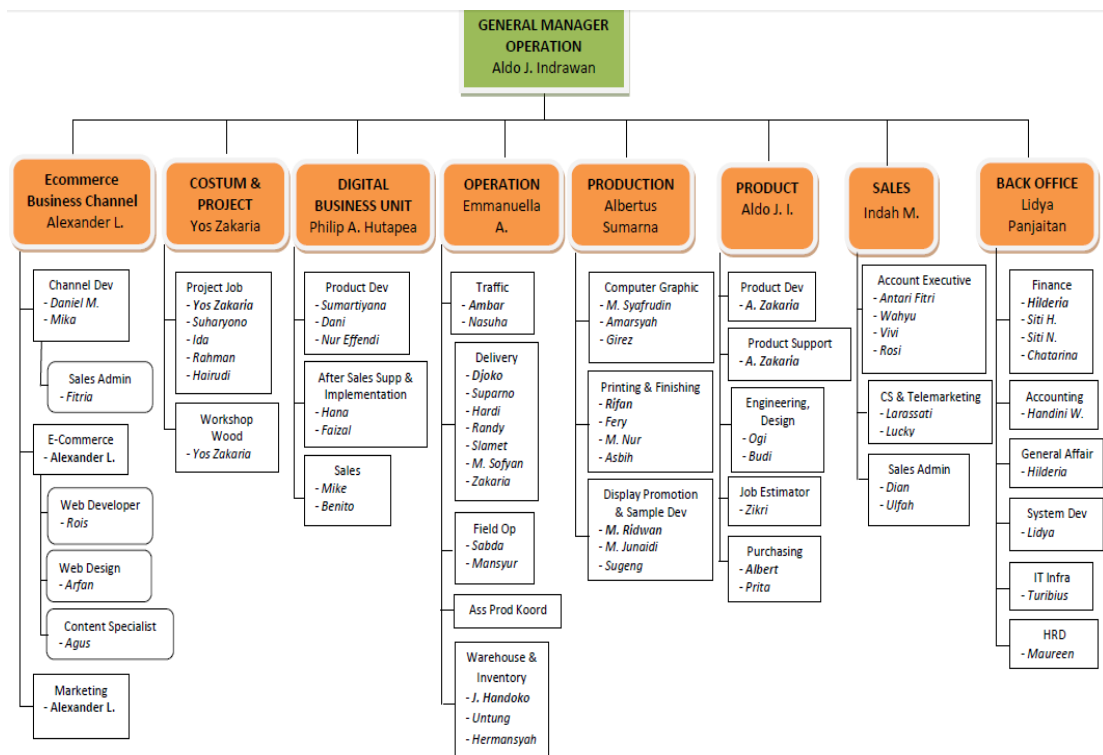 GENERAL MANAGER
OPERATION
Aldo J. Indrawan
Ecommerce
Business Channel
Alexander L.
COSTUM &
PROJECT
Yos Zakaria
DIGITAL
BUSINESS UNIT
Philip A. Hutapea
OPERATION
Emmanuella
A.
PRODUCTION
Albertus
Sumarna
PRODUCT
Aldo J. I.
SALES
Indah M.
BACK OFFICE
Lidya
Panjaitan
Channel Dev
- Daniel M.
- Mika
Sales Admin
- Fitria
E-Commerce
- Alexander L.
Web Developer
- Rois
Web Design
- Arfan
Content Specialist
- Agus
Marketing
- Alexander L.
Project Job
- Yos Zakaria
- Suharyono
- Ida
- Rahman
- Hairudi
Workshop
Wood
- Yos Zakaria
Product Dev
- Sumartiyana
- Dani
- Nur Effendi
After Sales Supp &
Implementation
- Hana
- Faizal
Sales
- Mike
- Benito
Traffic
- Ambar
- Nasuha
Delivery
- Djoko
- Suparno
- Hardi
- Randy
- Slamet
- M. Sofyan
- Zakaria
Field Op
- Sabda
- Mansyur
Ass Prod Koord
Warehouse &
Inventory
- J. Handoko
- Untung
- Hermansyah
Computer Graphic
- M. Syafrudin
- Amarsyah
- Girez
Printing & Finishing
- Rifan
- Fery
- M. Nur
- Asbih
Display Promotion
& Sample Dev
- M. Ridwan
- M. Junaidi
- Sugeng
Product Dev
- A. Zakaria
Product Support
- A. Zakaria
Engineering,
Design
- Ogi
- Budi
Job Estimator
- Zikri
Purchasing
- Albert
- Prita
Account Executive
- Antari Fitri
- Wahyu
- Vivi
- Rosi
CS & Telemarketing
- Larassati
- Lucky
Sales Admin
- Dian
- Ulfah
Finance
- Hilderia
- Siti H.
- Siti N.
- Chatarina
Accounting
- Handini W.
General Affair
- Hilderia
System Dev
- Lidya
IT Infra
- Turibius
HRD
- Maureen